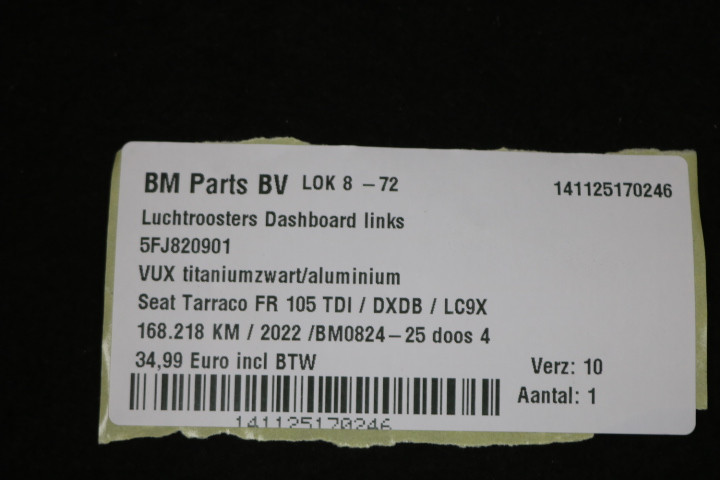 BM Parts BV LOK 8 - 72 141125170246
Luchtroosters Dashboard links
5FJ820901
VUX titaniumzwart/aluminium
Seat Tarraco FR 105 TDI / DXDB / LC9X
168.218 KM / 2022 /BM0824-25 doos 4
34,99 Euro incl BTW Verz: 10
Aantal: 1
141125170246